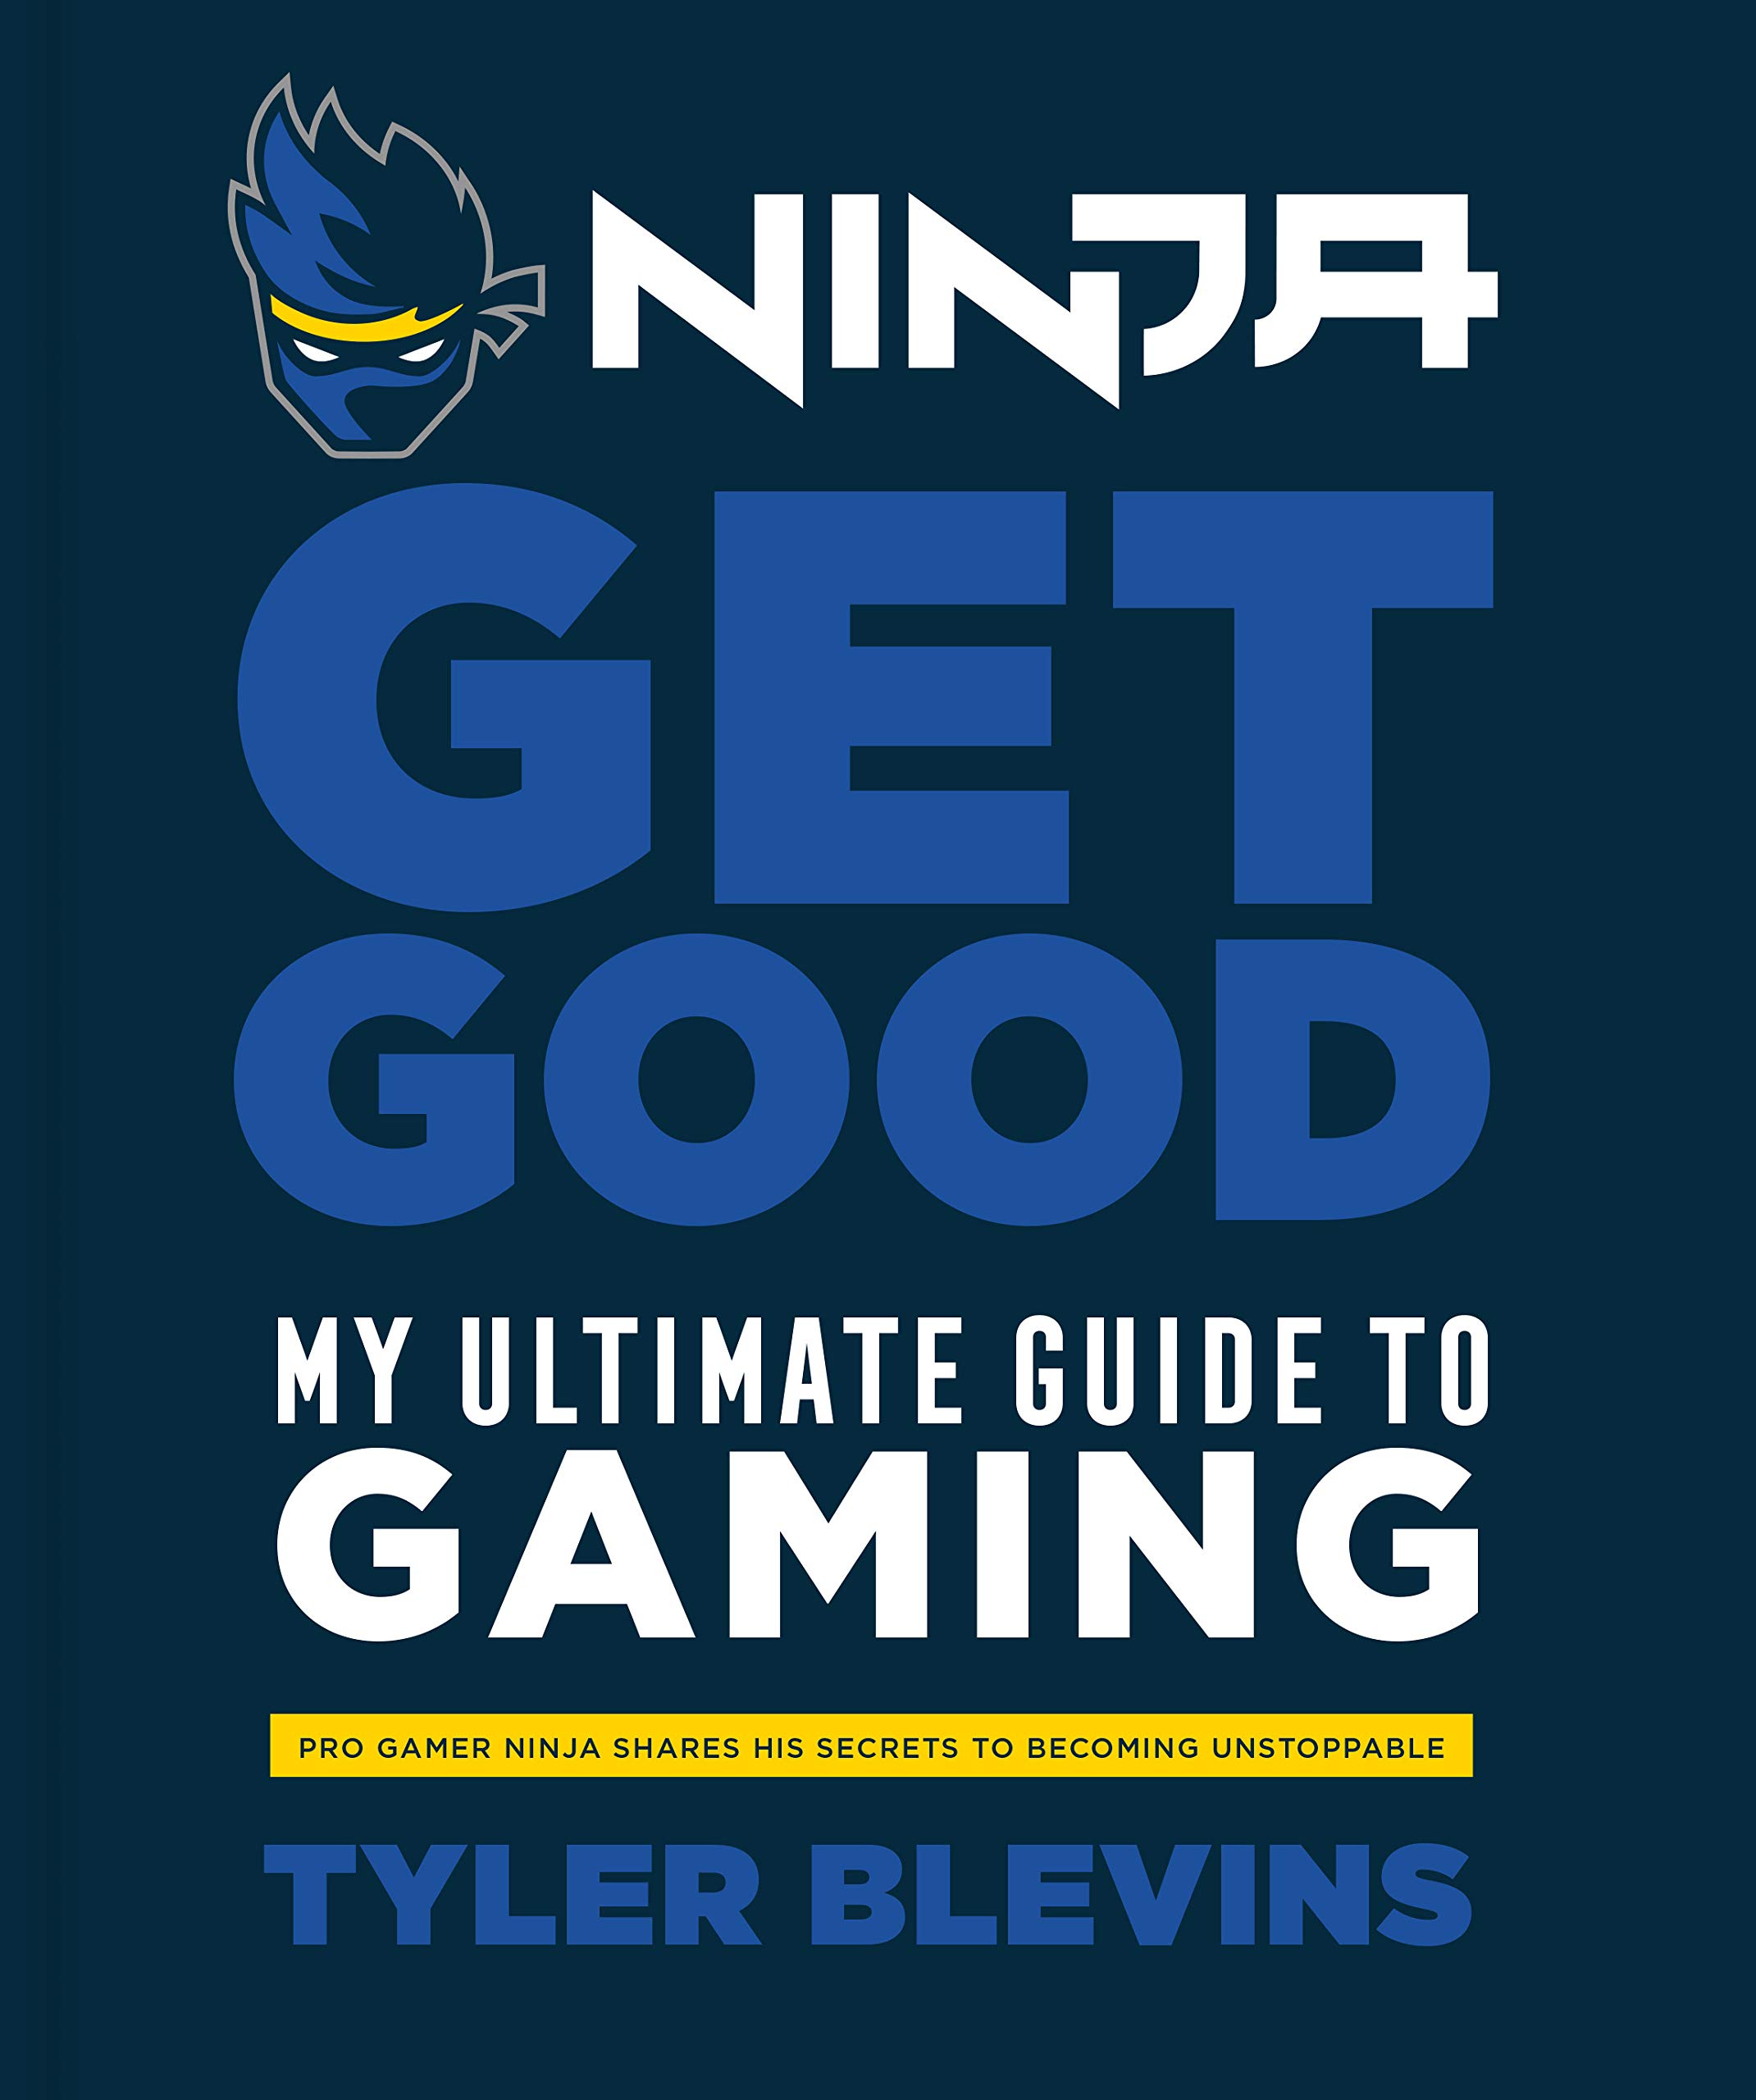 NINJA
GET
GOOD
MY ULTIMATE GUIDE TO
GAMING
PRO GAMER NINJA SHARES HIS SECRETS TO BECOMING UNSTOPPABLE
TYLER BLEVINS